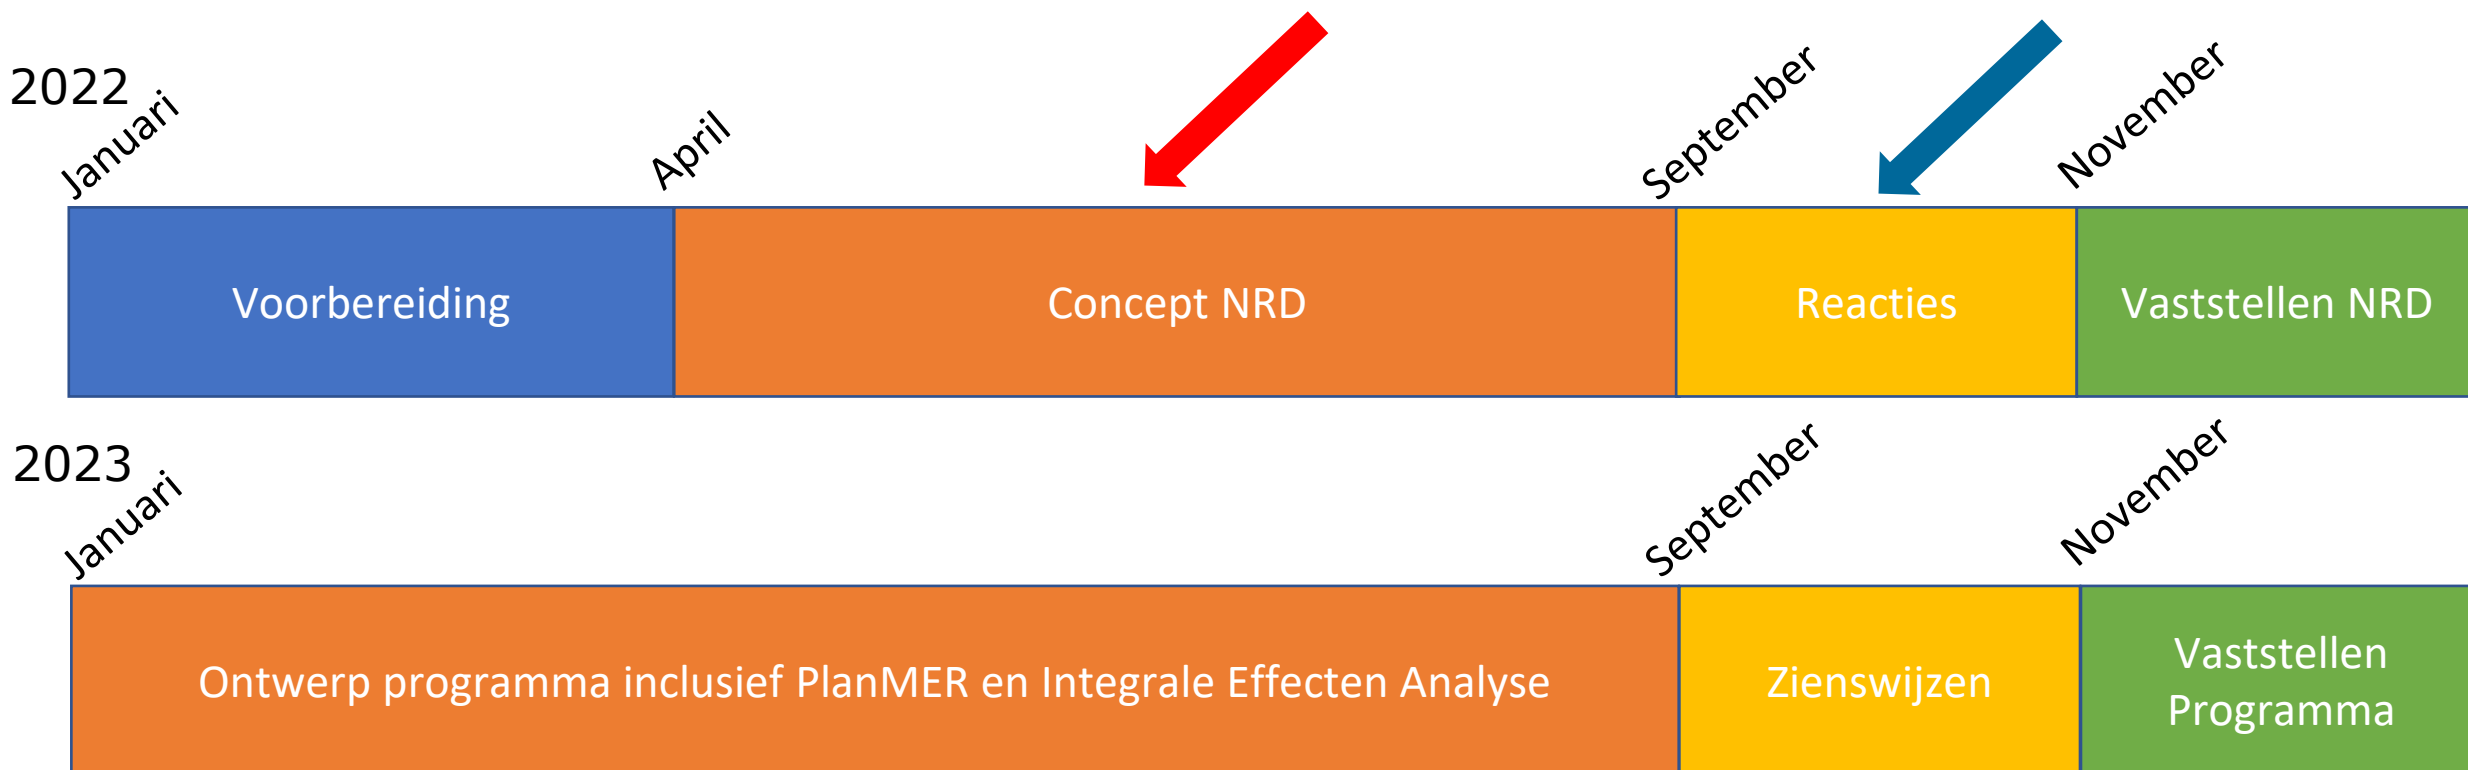 2022
Januari
April
September
November
Voorbereiding
Concept NRD
Reacties
Vaststellen NRD
2023
Januari
September
November
Ontwerp programma inclusief PlanMER en Integrale Effecten Analyse
Zienswijzen
Vaststellen
Programma